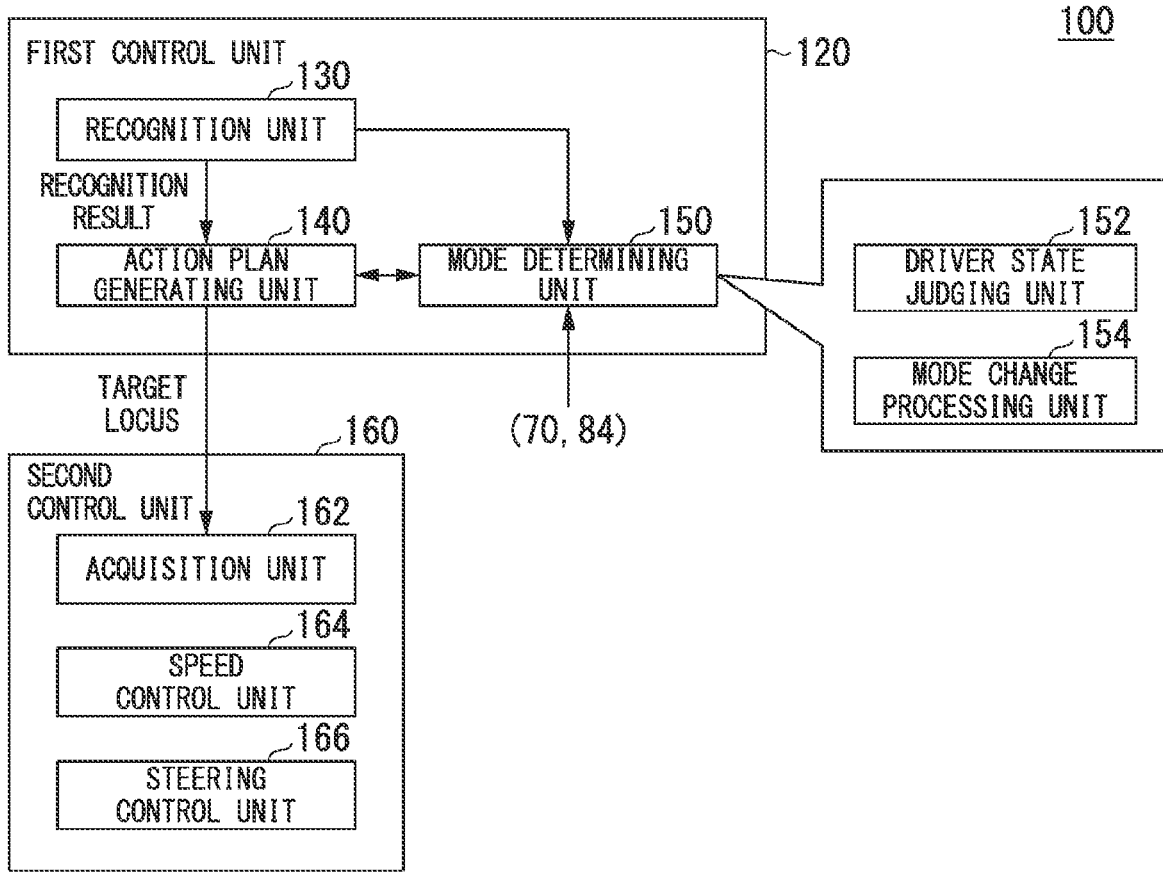 100
FIRST CONTROL UNIT
120
130
RECOGNITION UNIT
RECOGNITION
RESULT
140
ACTION PLAN
GENERATING UNIT
150
MODE DETERMINING
UNIT
152
DRIVER STATE
JUDGING UNIT
154
MODE CHANGE
PROCESSING UNIT
TARGET
LOCUS
(70, 84)
160
SECOND
CONTROL UNIT
162
ACQUISITION UNIT
164
SPEED
CONTROL UNIT
166
STEERING
CONTROL UNIT